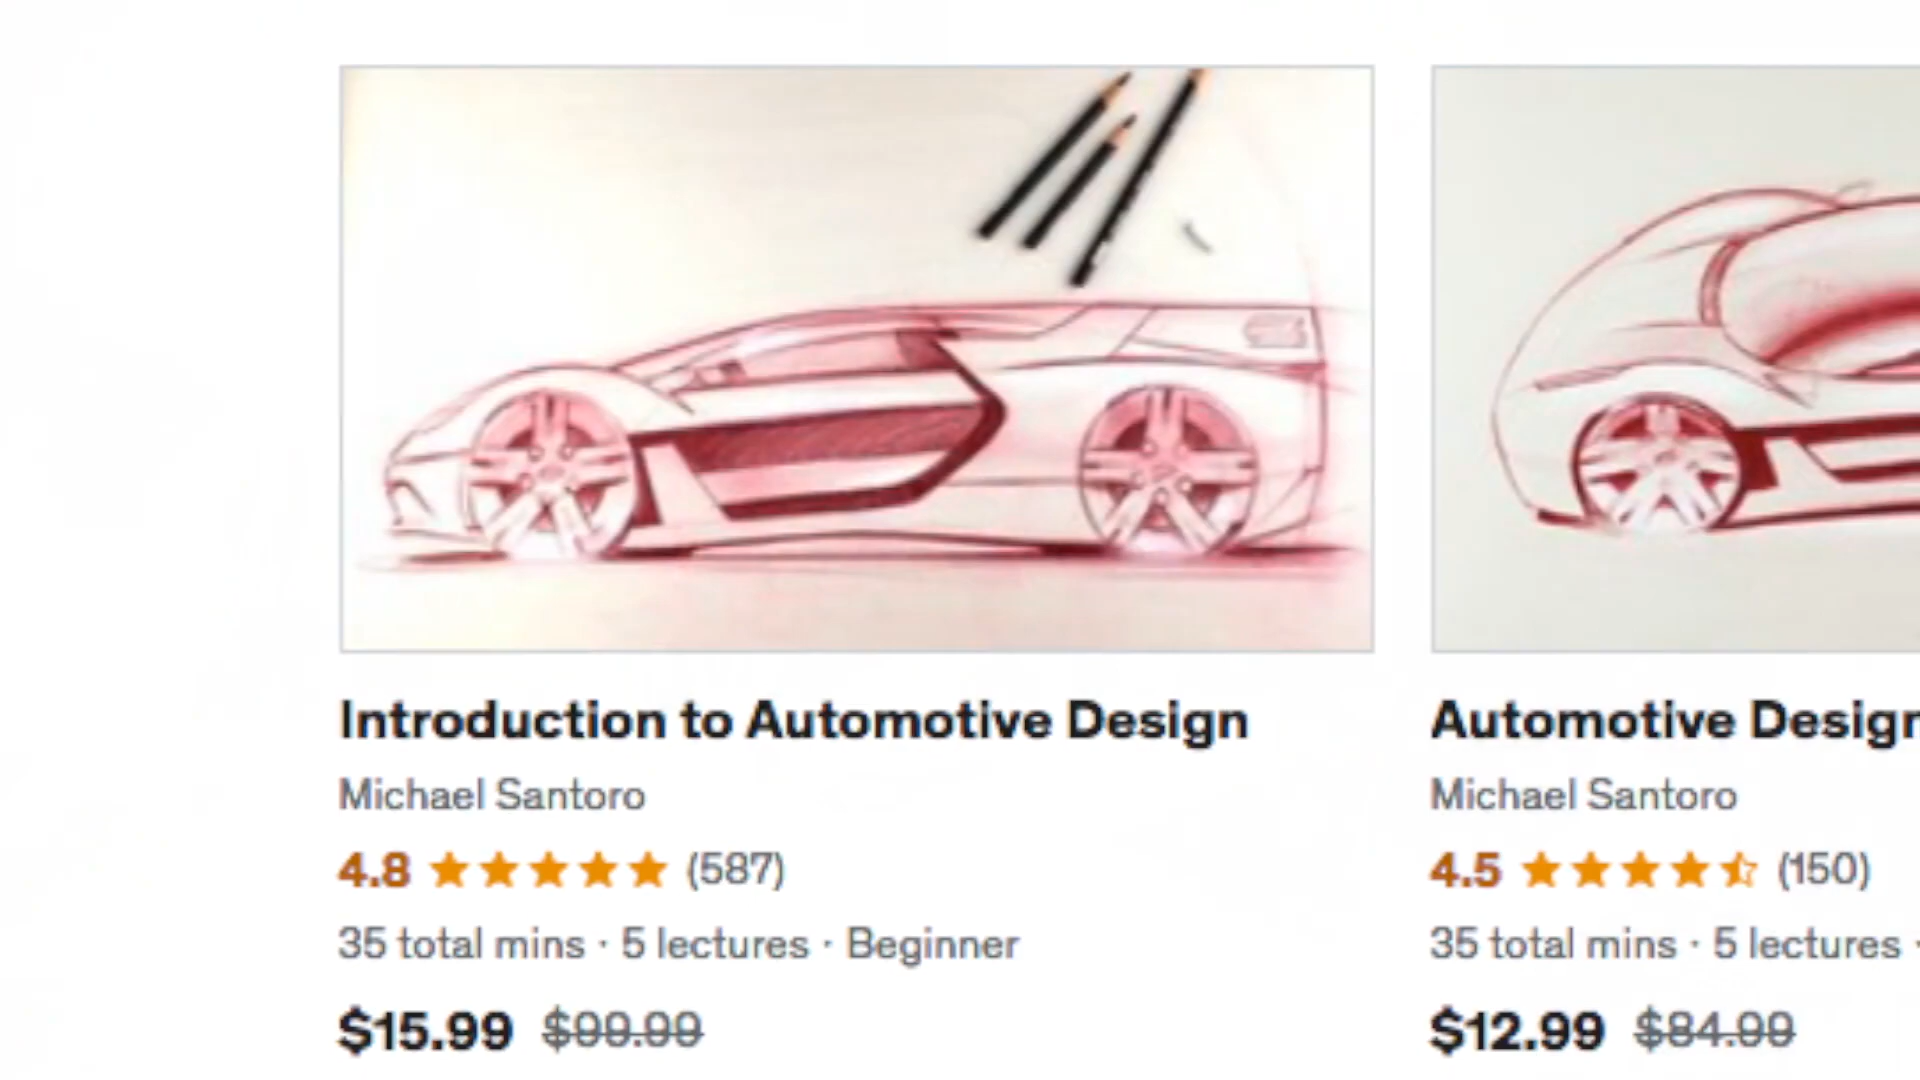 Introduction to Automotive Design
Michael Santoro
4.8 (587)
35 total mins · 5 lectures · Beginner
$15.99 $99.99
Automotive Design
Michael Santoro
4.5 (150)
35 total mins · 5 lectures ·
$12.99 $84.99